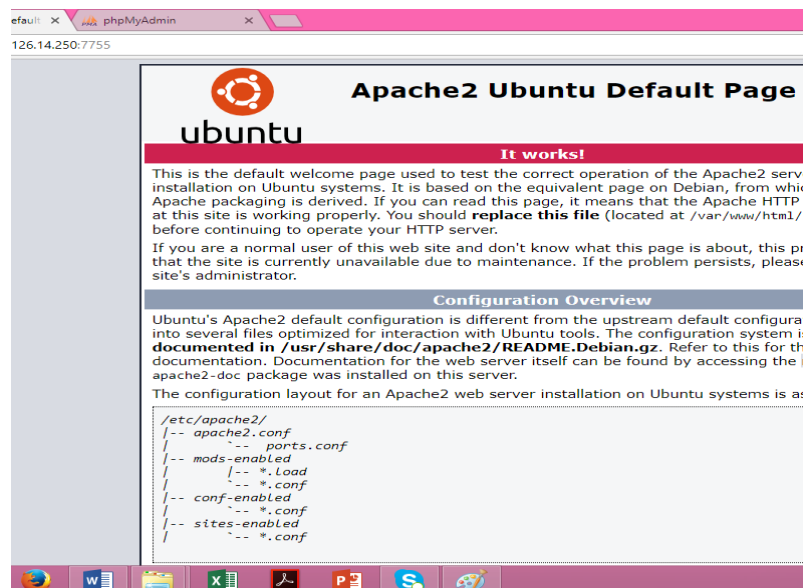 efault
phpMyAdmin
126.14.250:7755
Apache2 Ubuntu Default Page
ubuntu
It works!
This is the default welcome page used to test the correct operation of the Apache2 serv
installation on Ubuntu systems. It is based on the equivalent page on Debian, from whic
Apache packaging is derived. If you can read this page, it means that the Apache HTTP
at this site is working properly. You should replace this file (located at /var/www/html/
before continuing to operate your HTTP server.
If you are a normal user of this web site and don't know what this page is about, this pr
that the site is currently unavailable due to maintenance. If the problem persists, please
site's administrator.
Configuration Overview
Ubuntu's Apache2 default configuration is different from the upstream default configura
into several files optimized for interaction with Ubuntu tools. The configuration system is
documented in /usr/share/doc/apache2/README.Debian.gz. Refer to this for th
documentation. Documentation for the web server itself can be found by accessing the
apache2-doc package was installed on this server.
The configuration layout for an Apache2 web server installation on Ubuntu systems is as
/etc/apache2/
|-- apache2.conf
|       `--  ports.conf
|-- mods-enabled
|       |-- *.load
|       `-- *.conf
|-- conf-enabled
|       `-- *.conf
|-- sites-enabled
|       `-- *.conf